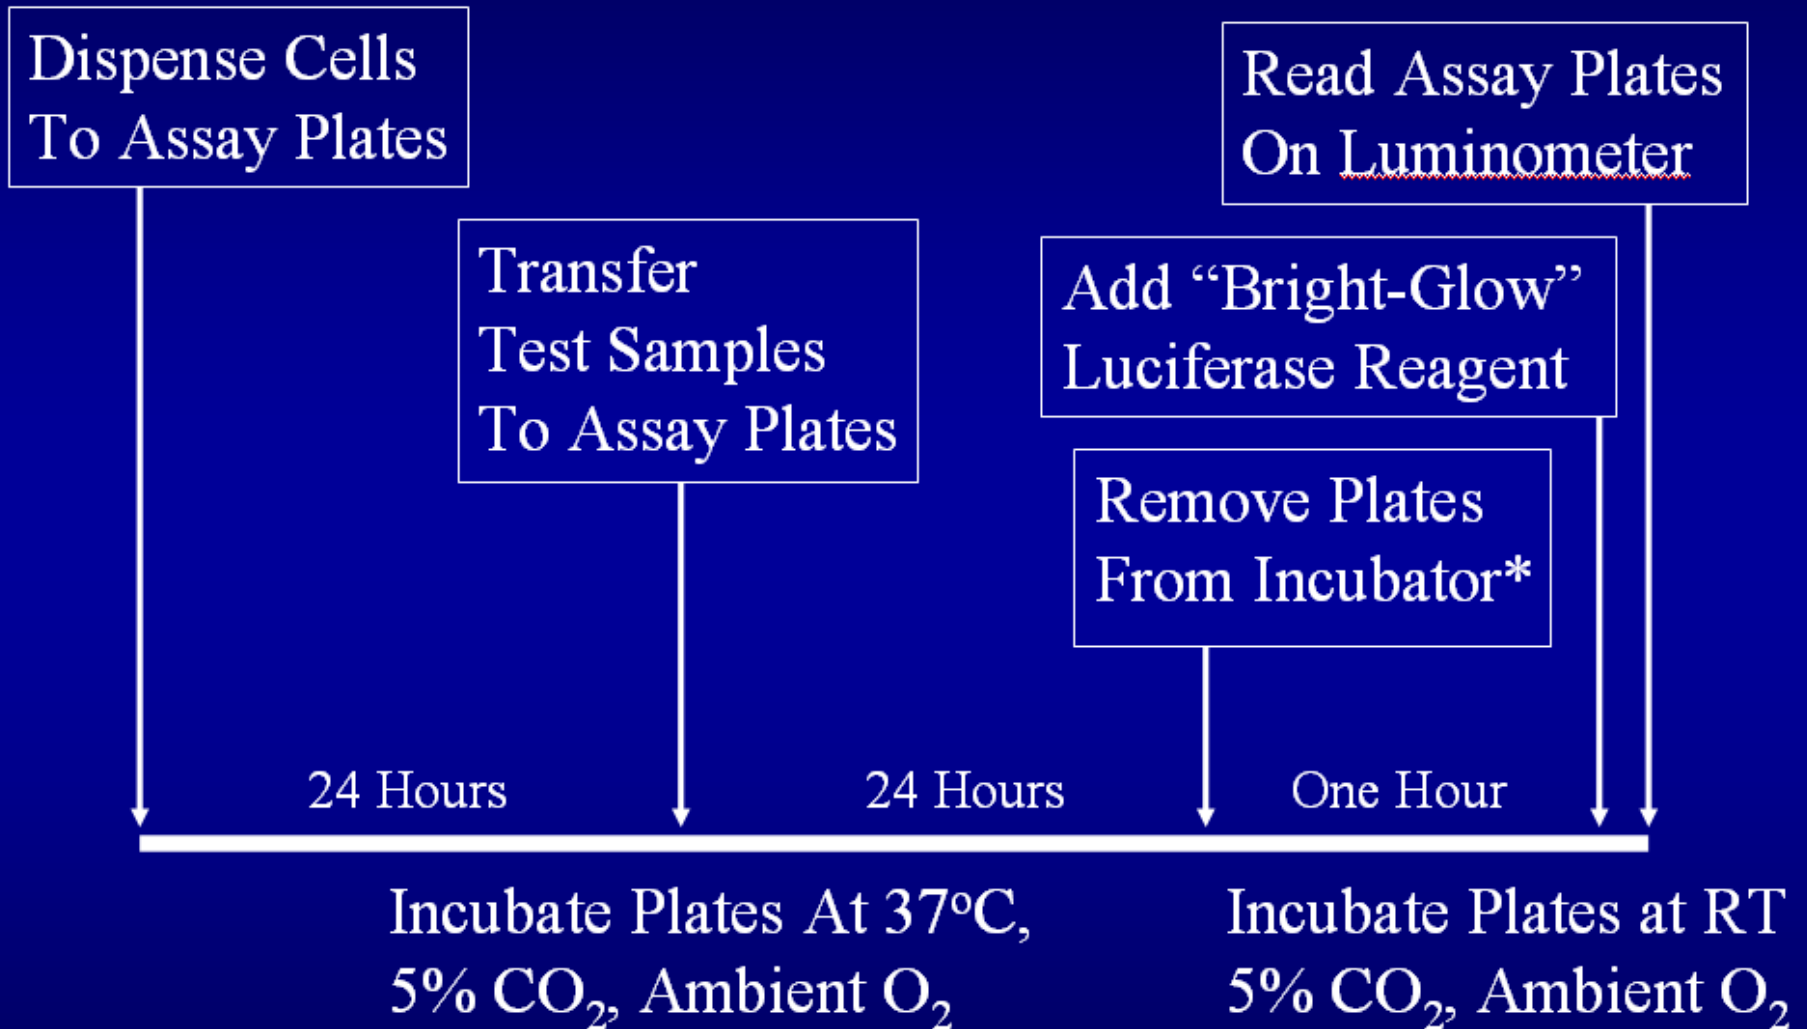 Dispense Cells
To Assay Plates
Transfer
Test Samples
To Assay Plates
Read Assay Plates
On Luminometer
Add “Bright-Glow”
Luciferase Reagent
Remove Plates
From Incubator*
24 Hours
24 Hours
One Hour
Incubate Plates At 37°C,
5% CO₂, Ambient O₂
Incubate Plates at RT
5% CO₂, Ambient O₂